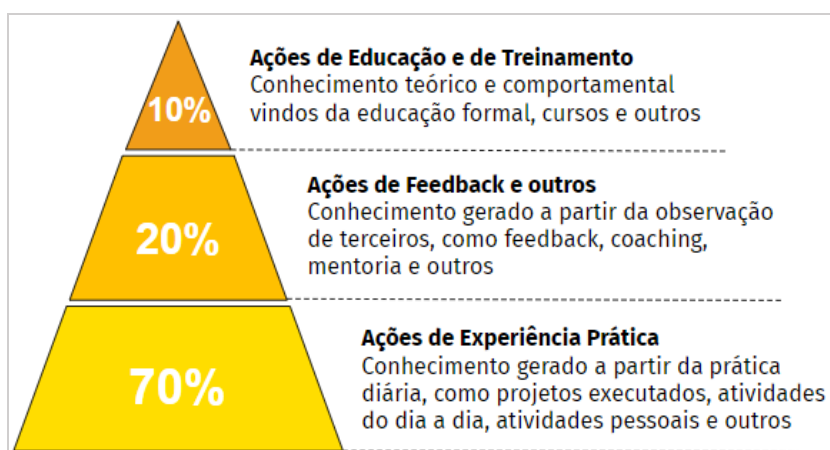 10%
Ações de Educação e de Treinamento
Conhecimento teórico e comportamental
vindos da educação formal, cursos e outros
20%
Ações de Feedback e outros
Conhecimento gerado a partir da observação
de terceiros, como feedback, coaching,
mentoria e outros
70%
Ações de Experiência Prática
Conhecimento gerado a partir da prática
diária, como projetos executados, atividades
do dia a dia, atividades pessoais e outros